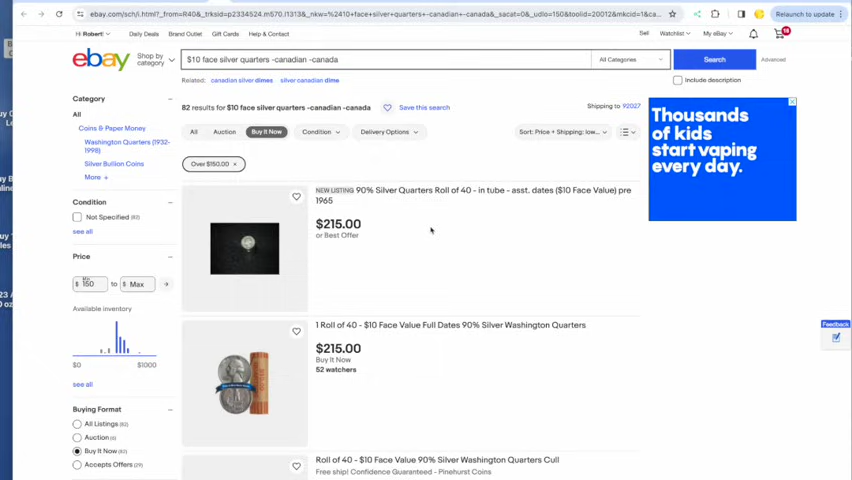 ebay.com/sch/i.html?_from=R40&_trksid=p2334524.m570.l1313&_nkw=%2410+face+silver+quarters+-canadian+-canada&_sacat=0&_udlo=150&toolid=20012&mkcid=1&ca...
Relaunch to update
Hi Robert!
Daily Deals
Brand Outlet
Gift Cards
Help & Contact
Sell
Watchlist
My eBay
ebay
Shop by
category
$10 face silver quarters -canadian -canada
All Categories
Search
Advanced
Related:
canadian silver dimes
silver canadian dime
Include description
Category
All
Coins & Paper Money
Washington Quarters (1932-
1998)
Silver Bullion Coins
More
82 results for $10 face silver quarters -canadian -canada
Save this search
Shipping to 92027
All
Auction
Buy It Now
Condition
Delivery Options
Sort: Price + Shipping: low...
Over $150.00 ×
Condition
Not Specified (82)
see all
Price
Min
$ 150
to
$ Max
Available inventory
$0
$1000
see all
Buying Format
All Listings (82)
Auction
Buy It Now (82)
Accepts Offers (29)
NEW LISTING 90% Silver Quarters Roll of 40 - in tube - asst. dates ($10 Face Value) pre
1965
$215.00
or Best Offer
1 Roll of 40 - $10 Face Value Full Dates 90% Silver Washington Quarters
$215.00
Buy It Now
52 watchers
Roll of 40 - $10 Face Value 90% Silver Washington Quarters Cull
Free ship! Confidence Guaranteed - Pinehurst Coins
Thousands
of kids
start vaping
every day.
Feedback